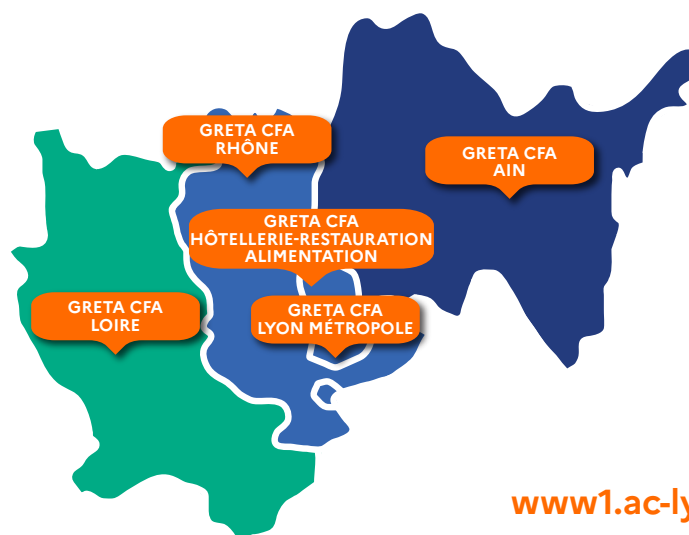 GRETA CFA
RHÔNE
GRETA CFA
AIN
GRETA CFA
HÔTELLERIE-RESTAURATION
ALIMENTATION
GRETA CFA
LOIRE
GRETA CFA
LYON MÉTROPOLE
www1.ac-ly